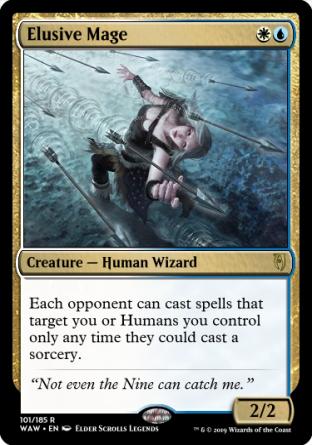 Elusive Mage
Creature — Human Wizard
Each opponent can cast spells that
target you or Humans you control
only any time they could cast a
sorcery.
“Not even the Nine can catch me.”
2/2
101/185 R
WAW • EN Elder Scrolls Legends
™ & © 2019 Wizards of the Coast